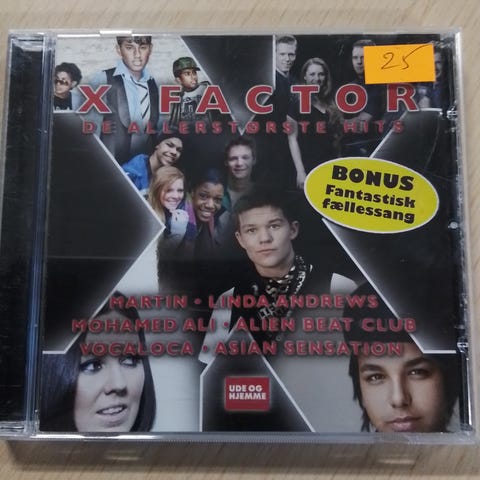 25
X FACTOR
DE ALLERSTØRSTE HITS
BONUS
Fantastisk
fællessang
MARTIN · LINDA ANDREWS
MOHAMED ALI · ALIEN BEAT CLUB
VOCALOCA · ASIAN SENSATION
UDE OG
HJEMME